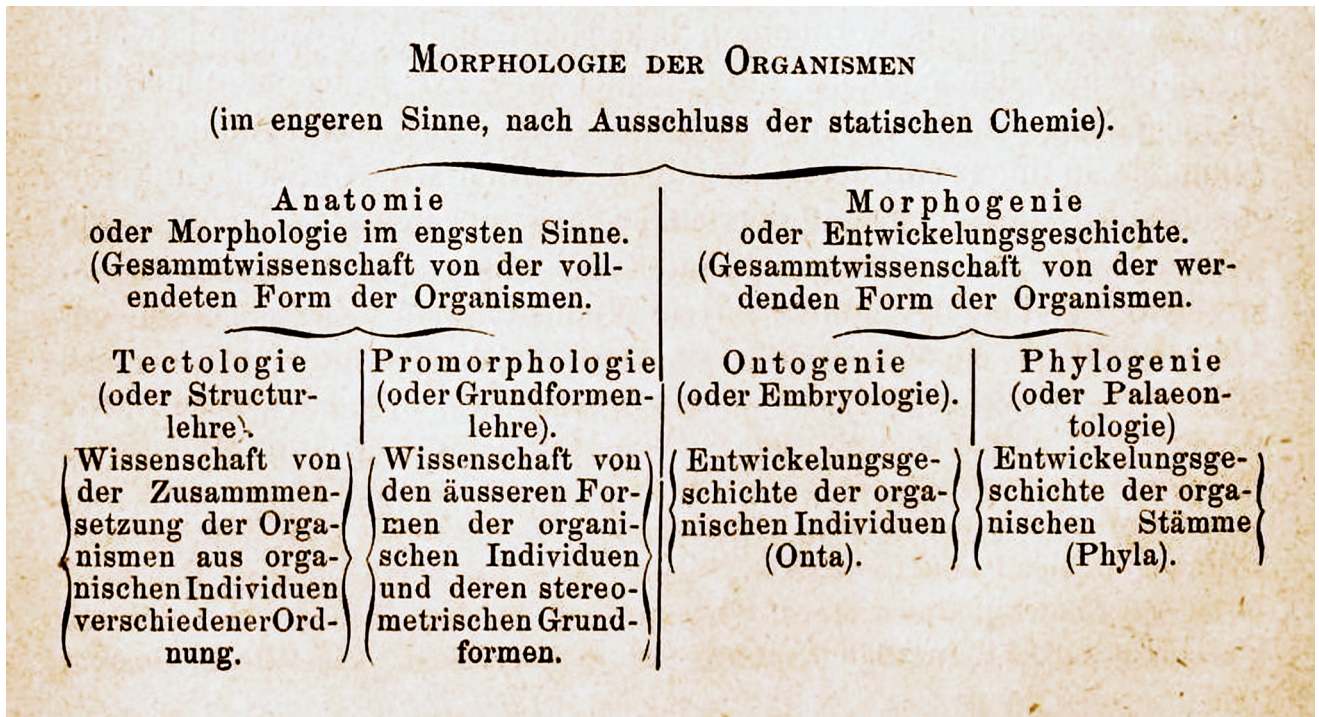 Morphologie der Organismen
(im engeren Sinne, nach Ausschluss der statischen Chemie).
Anatomie
oder Morphologie im engsten Sinne.
(Gesammtwissenschaft von der voll-
endeten Form der Organismen.
Morphogenie
oder Entwickelungsgeschichte.
(Gesammtwissenschaft von der wer-
denden Form der Organismen.
Tectologie
(oder Structur-
lehre).
Wissenschaft von
der Zusammmen-
setzung der Orga-
nismen aus orga-
nischen Individuen
verschiedener Ord-
nung.
Promorphologie
(oder Grundformen-
lehre).
Wissenschaft von
den äusseren For-
men der organi-
schen Individuen
und deren stereo-
metrischen Grund-
formen.
Ontogenie
(oder Embryologie).
Entwickelungsge-
schichte der orga-
nischen Individuen
(Onta).
Phylogenie
(oder Palaeon-
tologie)
Entwickelungsge-
schichte der orga-
nischen Stämme
(Phyla).